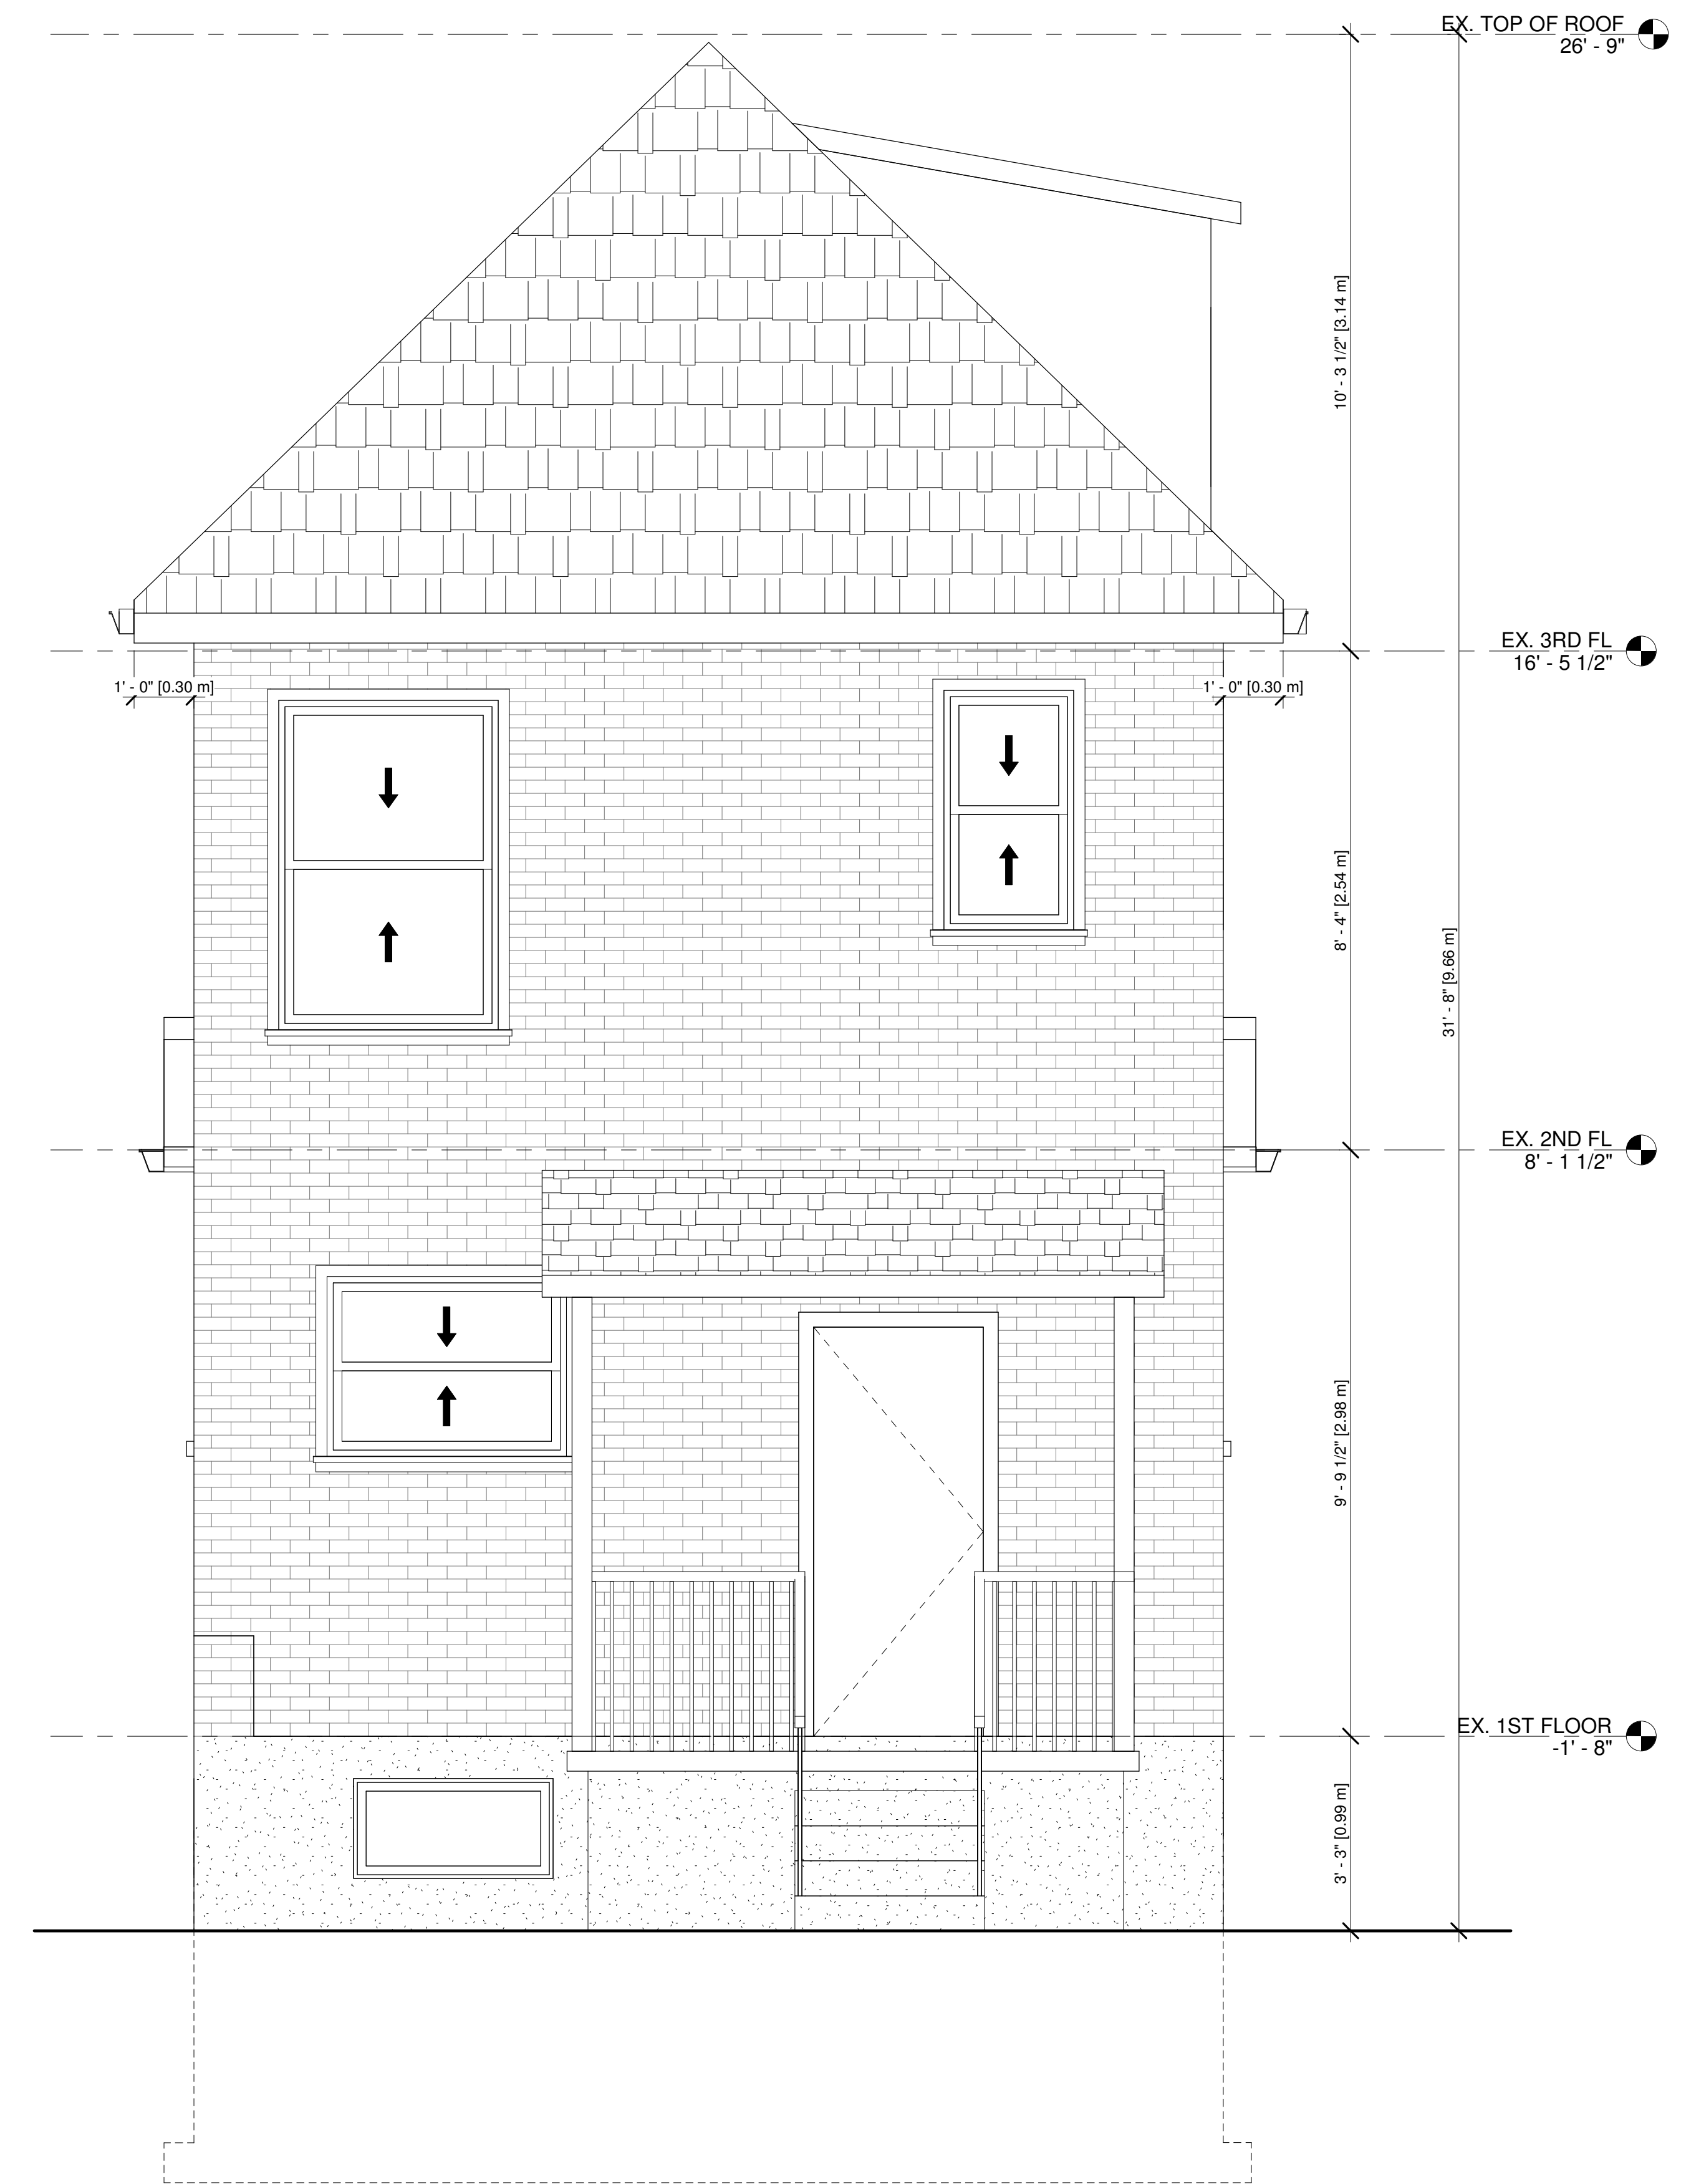 EX. TOP OF ROOF
26' - 9"
10' - 3 1/2" [3.14 m]
EX. 3RD FL
16' - 5 1/2"
1' - 0" [0.30 m]
1' - 0" [0.30 m]
8' - 4" [2.54 m]
31' - 8" [9.66 m]
EX. 2ND FL
8' - 1 1/2"
9' - 9 1/2" [2.98 m]
EX. 1ST FLOOR
-1' - 8"
3' - 3" [0.99 m]